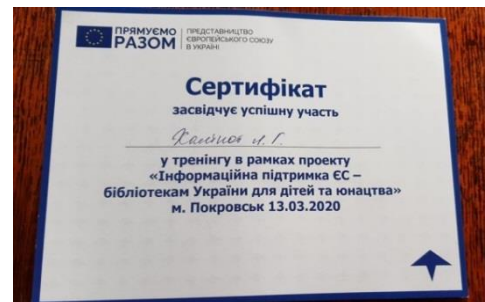 ПРЯМУЄМО
РАЗОМ
ПРЕДСТАВНИЦТВО
ЄВРОПЕЙСЬКОГО СОЮЗУ
В УКРАЇНІ
Сертифікат
засвідчує успішну участь
Л. Г.
у тренінгу в рамках проекту
«Інформаційна підтримка ЄС –
бібліотекам України для дітей та юнацтва»
м. Покровськ 13.03.2020